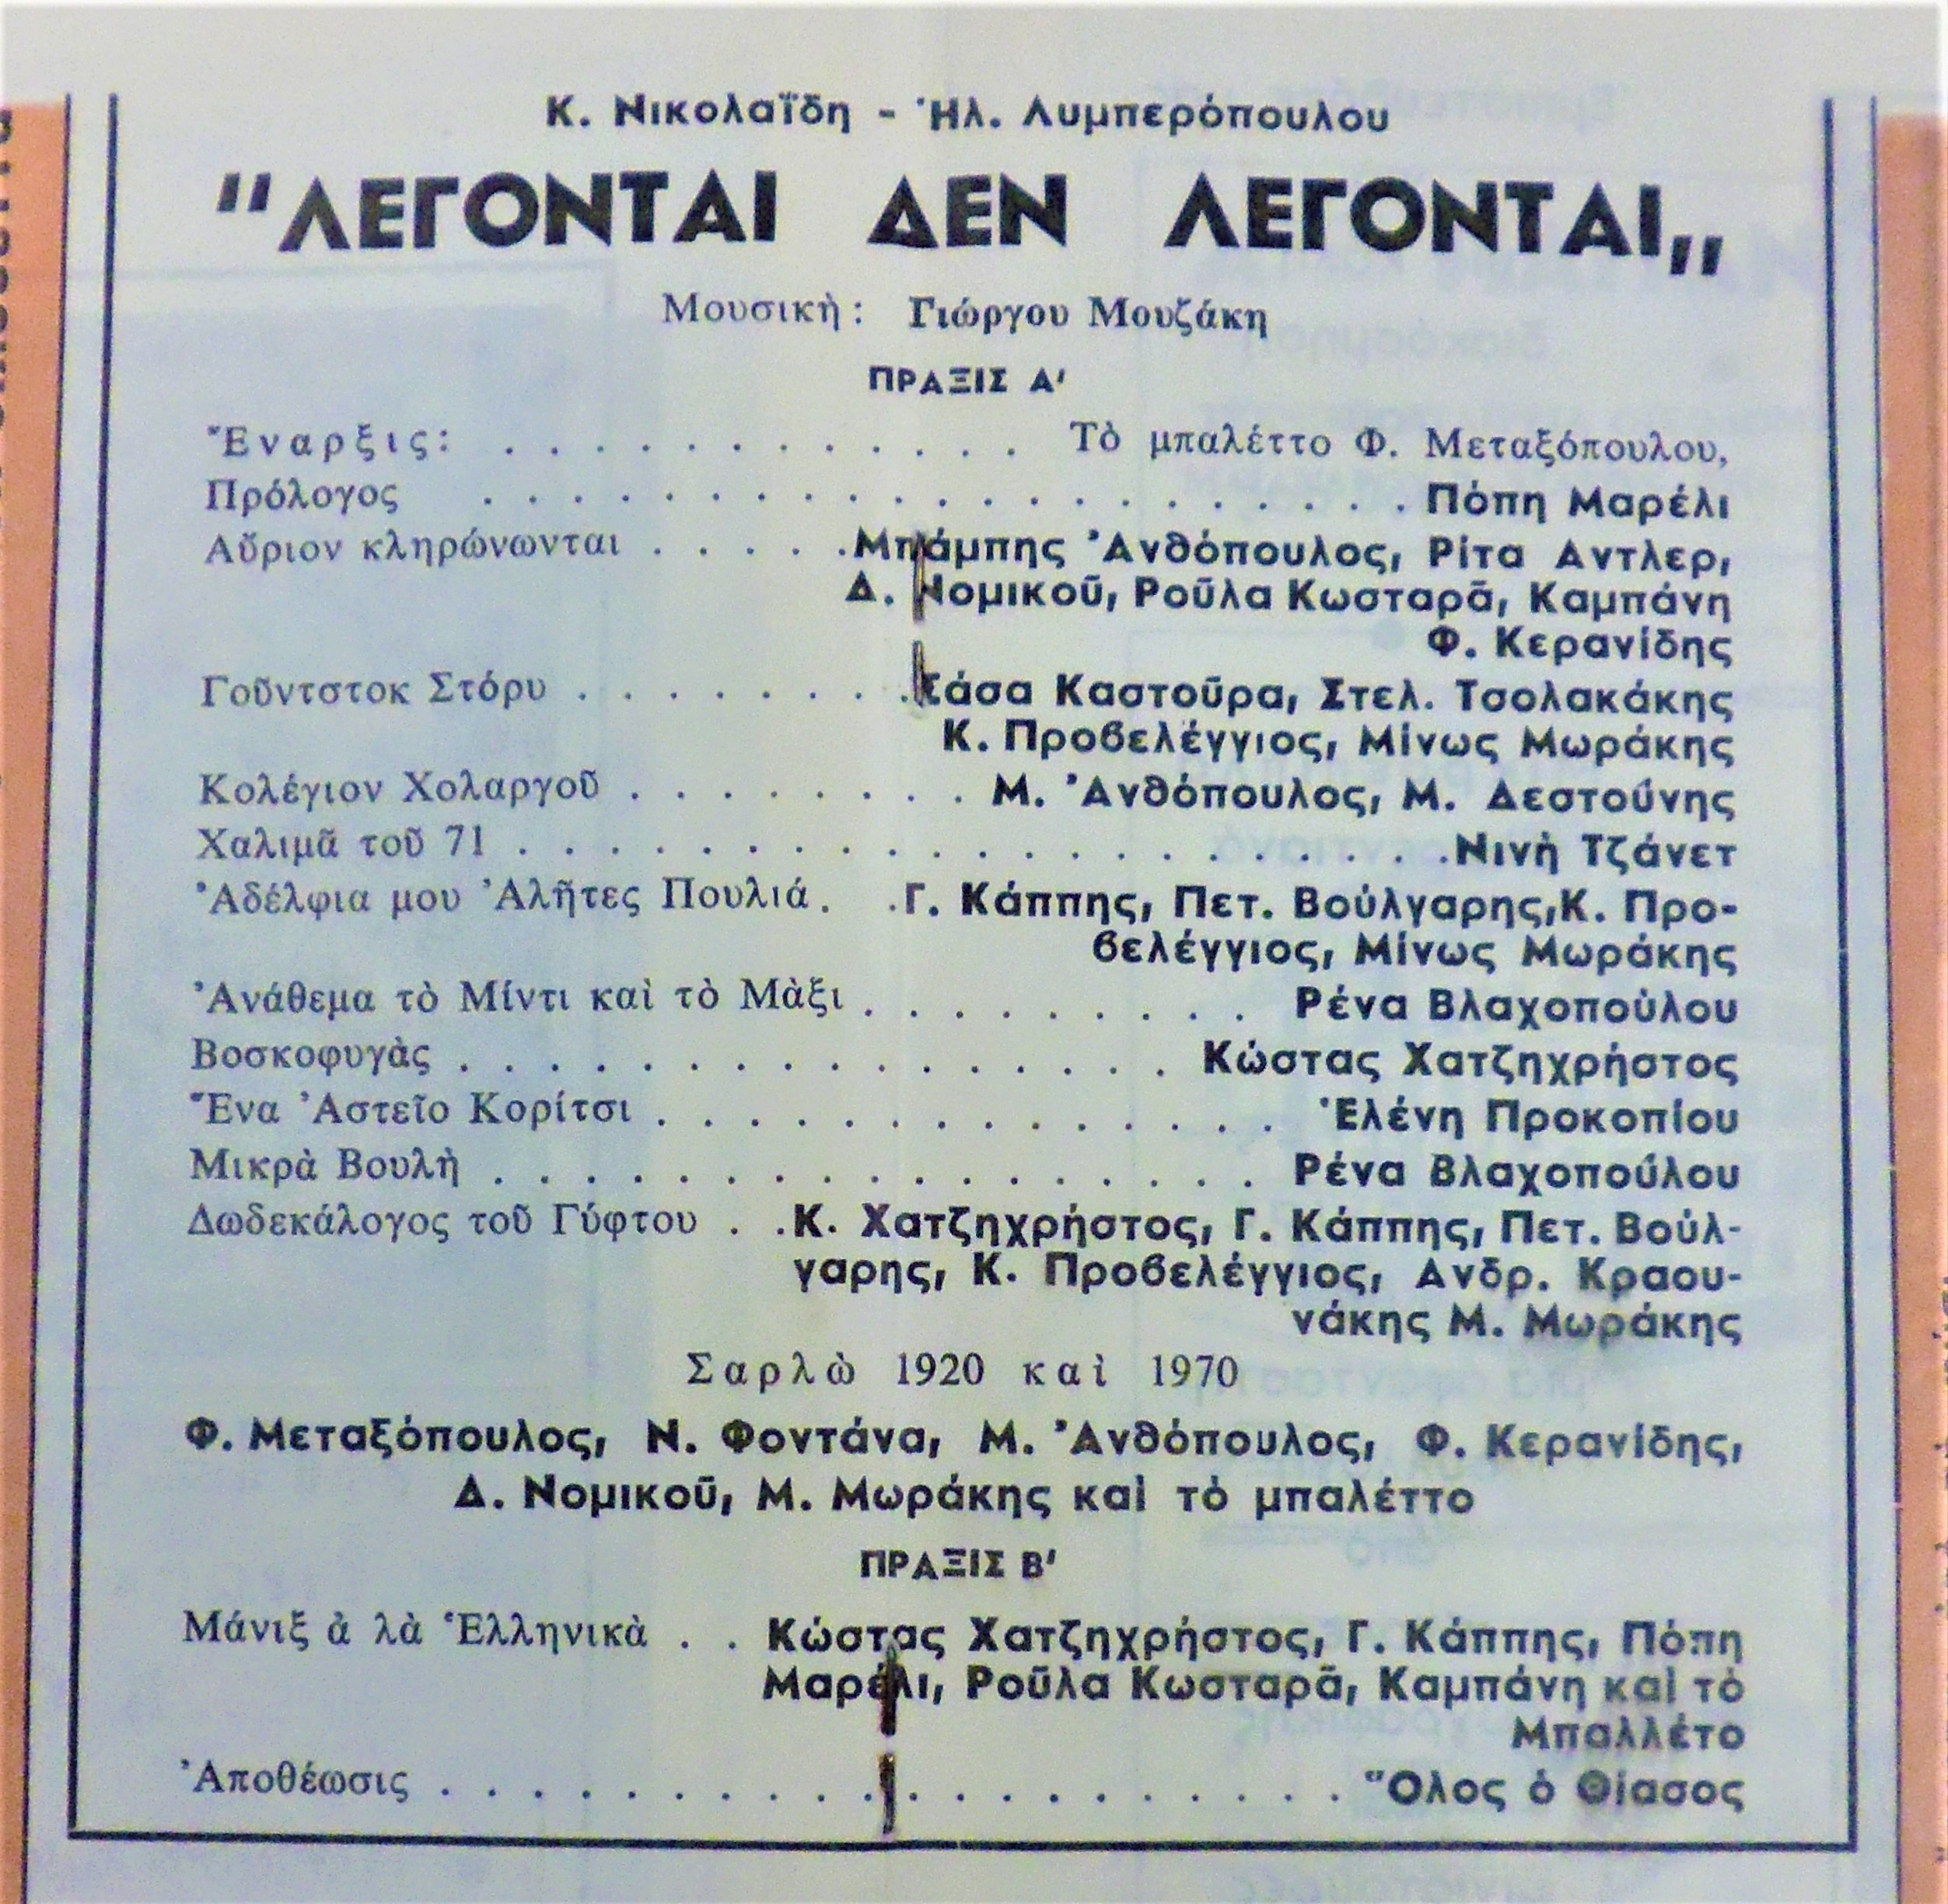 Κ. Νικολαΐδη - Ἠλ. Λυμπερόπουλου
"ΛΕΓΟΝΤΑΙ ΔΕΝ ΛΕΓΟΝΤΑΙ„
Μουσικὴ: Γιώργου Μουζάκη
ΠΡΑΞΙΣ Α'
Ἔναρξις: . . . . . . . . . . . . Τὸ μπαλέττο Φ. Μεταξόπουλου,
Πρόλογος . . . . . . . . . . . . . . . . . . . . . Πόπη Μαρέλι
Αὔριον κληρώνωνται . . . . . Μπάμπης Ἀνθόπουλος, Ρίτα Αντλερ,
Δ. Νομικοῦ, Ροῦλα Κωσταρᾶ, Καμπάνη
Φ. Κερανίδης
Γοῦντστοκ Στόρυ . . . . . . . . Σάσα Καστοῦρα, Στελ. Τσολακάκης
Κ. Προβελέγγιος, Μίνως Μωράκης
Κολέγιον Χολαργοῦ . . . . . . . . Μ. Ἀνθόπουλος, Μ. Δεστούνης
Χαλιμᾶ τοῦ 71 . . . . . . . . . . . . . . . . . . . . . Νινὴ Τζάνετ
Ἀδέλφια μου Ἀλῆτες Πουλιά. . Γ. Κάππης, Πετ. Βούλγαρης,Κ. Προ-
βελέγγιος, Μίνως Μωράκης
Ἀνάθεμα τὸ Μίντι καὶ τὸ Μὰξι . . . . . . . . . Ρένα Βλαχοπούλου
Βοσκοφυγὰς . . . . . . . . . . . . . . . . Κώστας Χατζηχρήστος
Ἕνα Ἀστεῖο Κορίτσι . . . . . . . . . . . . . . Ἑλένη Προκοπίου
Μικρὰ Βουλὴ . . . . . . . . . . . . . . . . . Ρένα Βλαχοπούλου
Δωδεκάλογος τοῦ Γύφτου . . Κ. Χατζηχρήστος, Γ. Κάππης, Πετ. Βούλ-
γαρης, Κ. Προβελέγγιος, Ανδρ. Κραου-
νάκης Μ. Μωράκης
Σαρλὼ 1920 καὶ 1970
Φ. Μεταξόπουλος, Ν. Φοντάνα, Μ. Ἀνθόπουλος, Φ. Κερανίδης,
Δ. Νομικοῦ, Μ. Μωράκης καὶ τὸ μπαλέττο
ΠΡΑΞΙΣ Β'
Μάνιξ ἀ λὰ Ἑλληνικὰ . . Κώστας Χατζηχρήστος, Γ. Κάππης, Πόπη
Μαρέλι, Ροῦλα Κωσταρᾶ, Καμπάνη καὶ τὸ
Μπαλλέτο
Ἀποθέωσις . . . . . . . . . . . . . . . . . . . . Ὅλος ὁ Θίασος